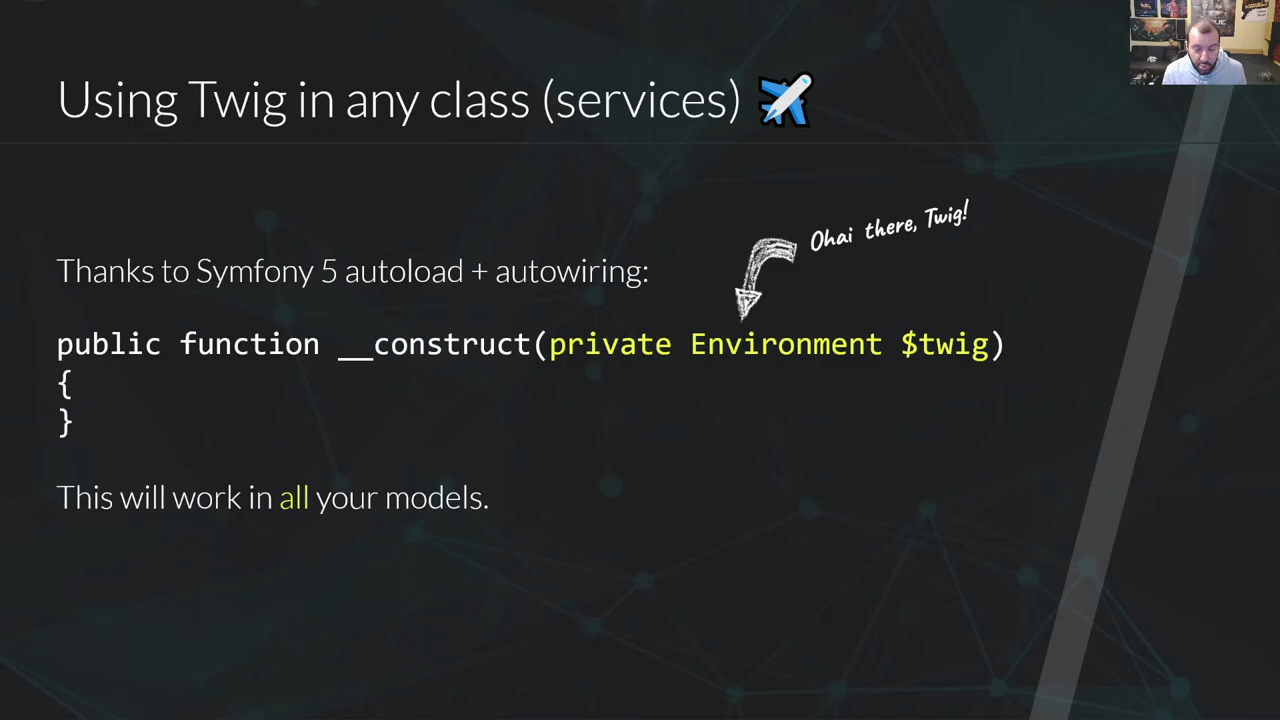 Using Twig in any class (services)
Ohai there, Twig!
Thanks to Symfony 5 autoload + autowiring:
public function __construct(private Environment $twig)
{
}
This will work in all your models.